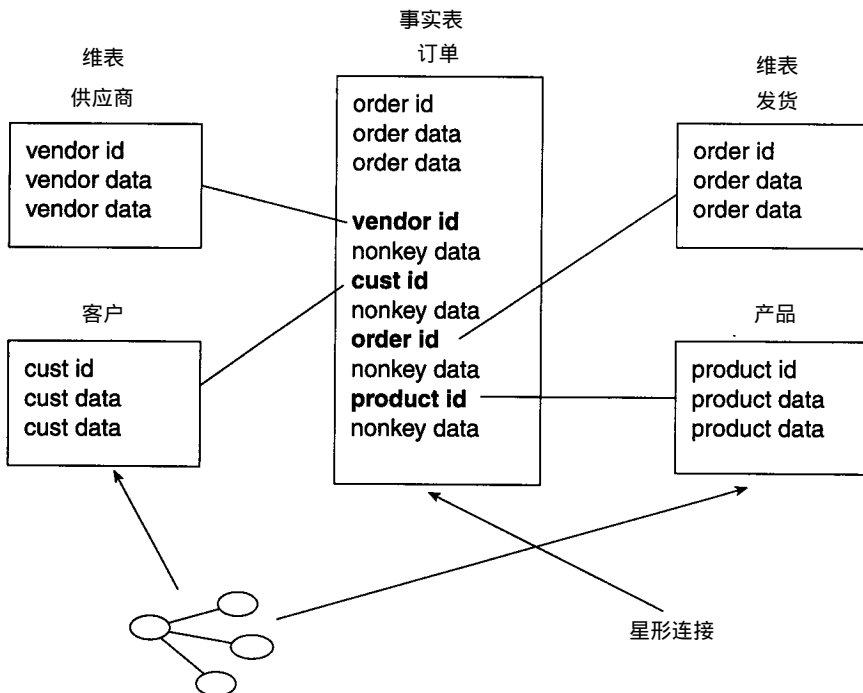 事实表
订单
order id
order data
order data
vendor id
nonkey data
cust id
nonkey data
order id
nonkey data
product id
nonkey data
维表
供应商
vendor id
vendor data
vendor data
客户
cust id
cust data
cust data
维表
发货
order id
order data
order data
产品
product id
product data
product data
星形连接